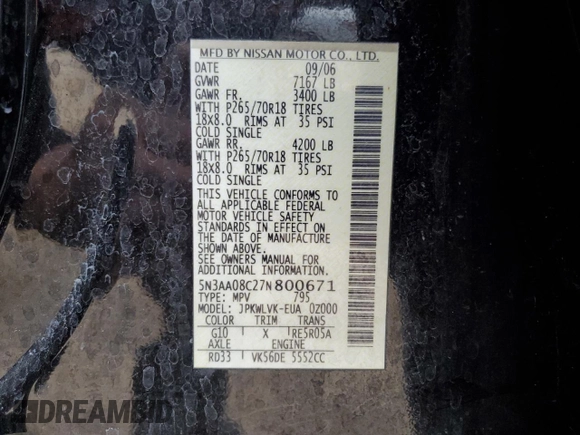 MFD BY NISSAN MOTOR CO., LTD.
DATE 09/06
GVWR 7167 LB
GAWR FR. 3400 LB
WITH P265/70R18 TIRES
18X8.0 RIMS AT 35 PSI
COLD SINGLE
GAWR RR. 4200 LB
WITH P265/70R18 TIRES
18X8.0 RIMS AT 35 PSI
COLD SINGLE
THIS VEHICLE CONFORMS TO
ALL APPLICABLE FEDERAL
MOTOR VEHICLE SAFETY
STANDARDS IN EFFECT ON
THE DATE OF MANUFACTURE
SHOWN ABOVE.
SEE OWNERS MANUAL FOR
ADDITIONAL INFORMATION.
5N3AA08C27N800671
TYPE: MPV 795
MODEL: JPKWLVK-EUA 0Z000
COLOR TRIM TRANS
G10 X RE5R05A
AXLE ENGINE
RD33 VK56DE 5552CC
DREAMBID